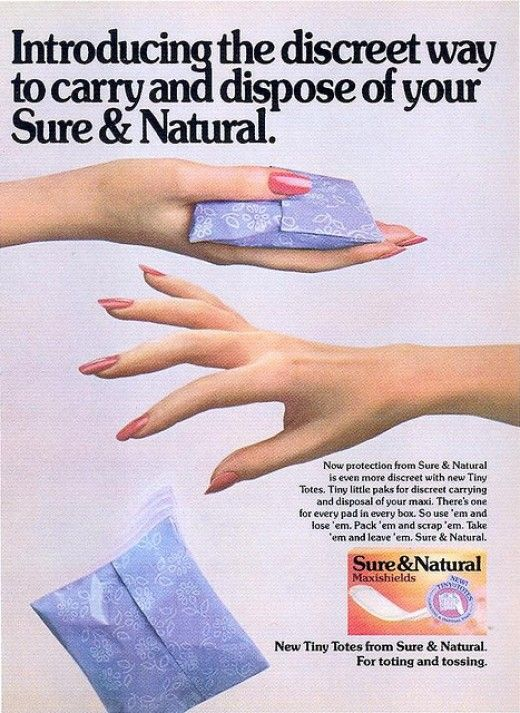 Introducing the discreet way
to carry and dispose of your
Sure & Natural.
Now protection from Sure & Natural
is even more discreet with new Tiny
Totes. Tiny little paks for discreet carrying
and disposal of your maxi. There's one
for every pad in every box. So use 'em and
lose 'em. Pack 'em and scrap 'em. Take
'em and leave 'em. Sure & Natural.
Sure & Natural
Maxishields
NEW!
TINY TOTES
New Tiny Totes from Sure & Natural.
For toting and tossing.